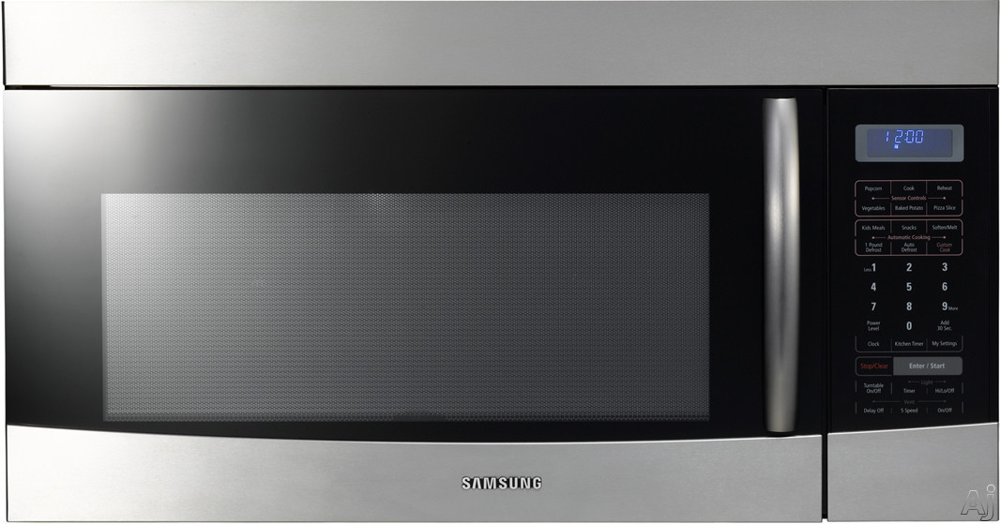 12:00
Popcorn Cook Reheat
Sensor Controls
Vegetables Baked Potato Pizza Slice
Kids Meals Snacks Soften/Melt
Automatic Cooking
1 Pound Defrost Auto Defrost Custom Cook
Less 1 2 3
4 5 6
7 8 9 More
Power Level 0 Add 30 Sec.
Clock Kitchen Timer My Settings
Stop/Clear Enter / Start
Light
Turntable On/Off Timer Hi/Lo/Off
Vent
Delay Off 5 Speed On/Off
SAMSUNG
Aj